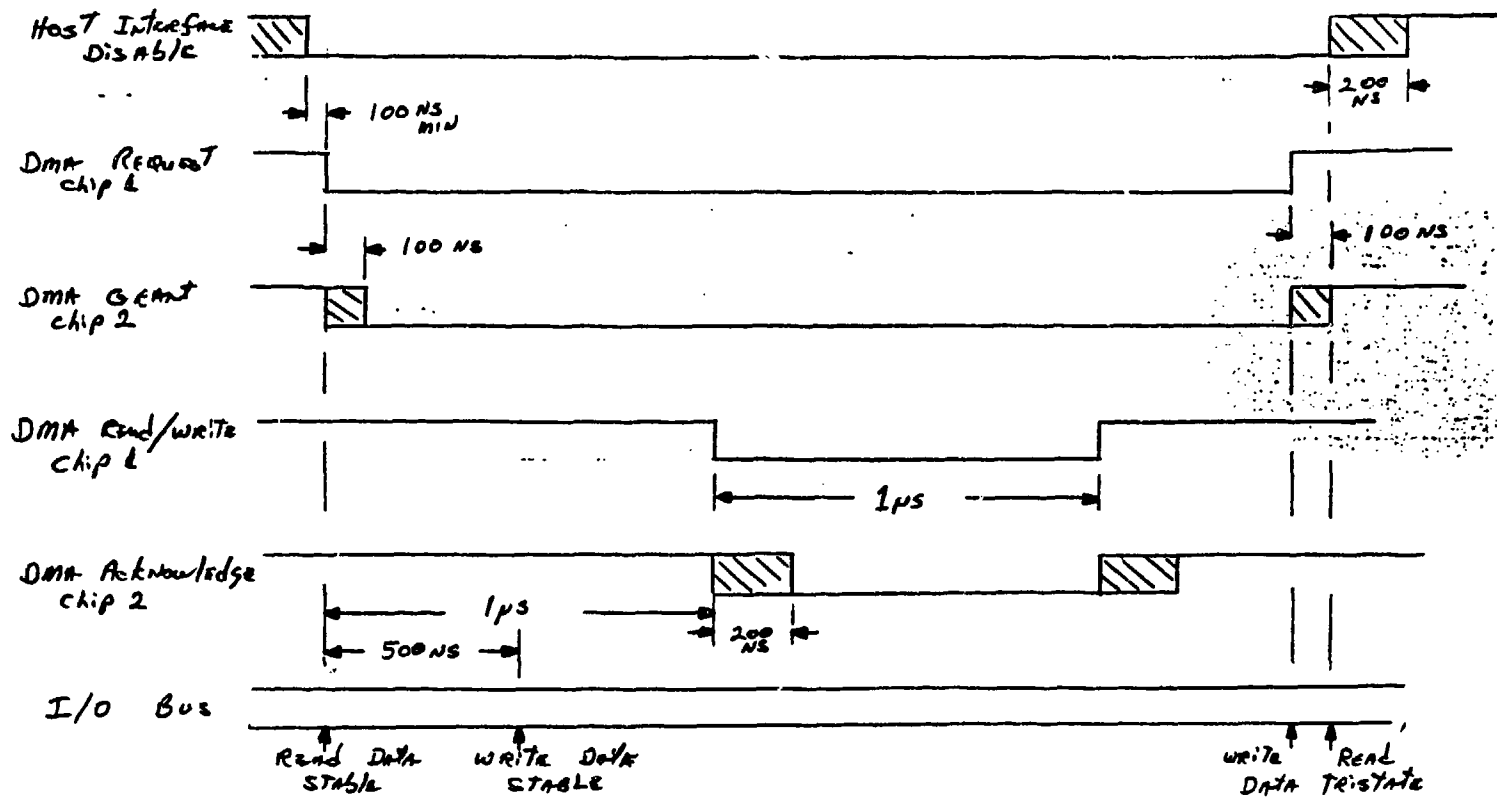 Host Interface
Disable
200
NS
100 NS
MIN
DMA Request
chip 1
100 NS
100 NS
DMA Grant
chip 2
DMA Read/Write
chip 1
1µs
DMA Acknowledge
chip 2
1µs
200
NS
500 NS
I/O Bus
Read Data
Stable
Write Data
Stable
Write
Data
Read
Tristate